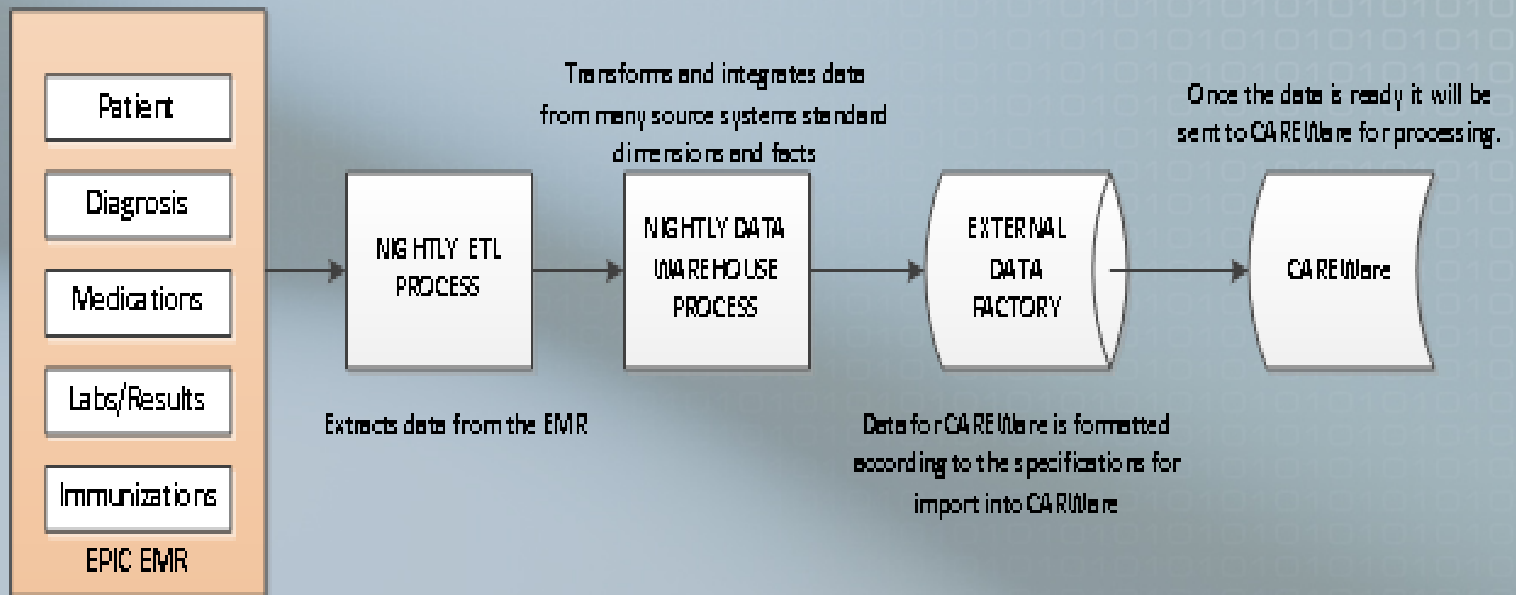 Patient
Diagnosis
Medications
Labs/Results
Immunizations
EPIC EMR
NIGHTLY ETL
PROCESS
Extracts data from the EMR
Transforms and integrates data
from many source systems standard
dimensions and facts
NIGHTLY DATA
WAREHOUSE
PROCESS
EXTERNAL
DATA
FACTORY
Data for CAREWare is formatted
according to the specifications for
import into CARWare
Once the data is ready it will be
sent to CAREWare for processing.
CAREWare